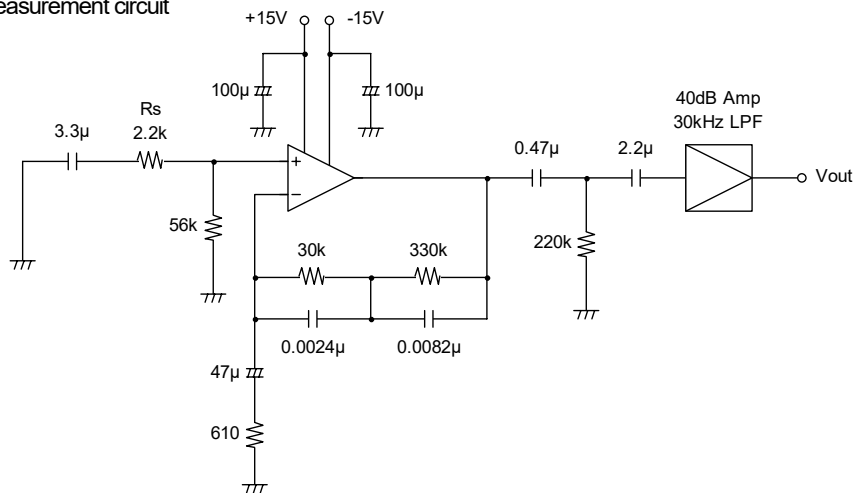 easurement circuit
+15V
-15V
100µ
100µ
40dB Amp
30kHz LPF
Rs
2.2k
3.3µ
0.47µ
2.2µ
+
−
Vout
56k
220k
30k
330k
0.0024µ
0.0082µ
47µ
610